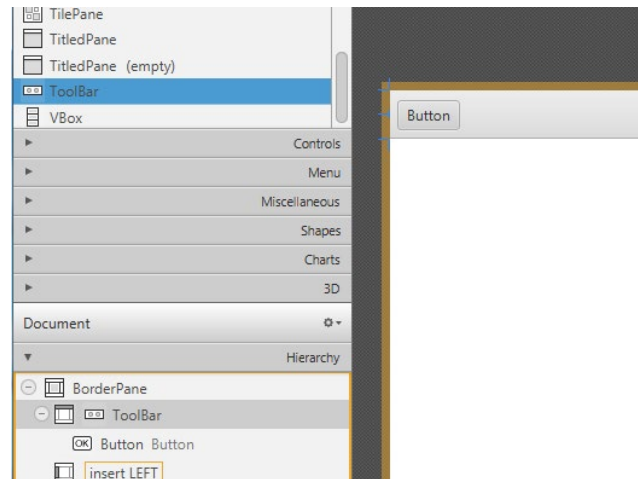 TilePane
TitledPane
TitledPane (empty)
ToolBar
VBox
Controls
Menu
Miscellaneous
Shapes
Charts
3D
Document
Hierarchy
BorderPane
ToolBar
OK Button Button
insert LEFT
Button